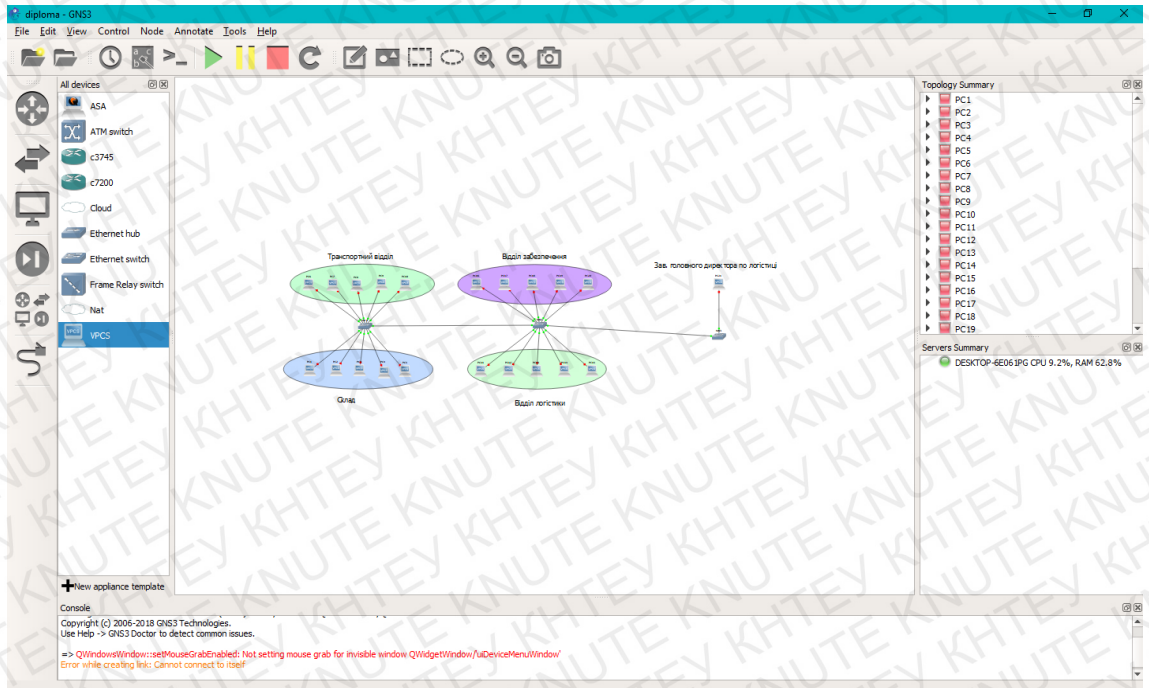 diploma - GNS3
File Edit View Control Node Annotate Tools Help
All devices
ASA
ATM switch
c3745
c7200
Cloud
Ethernet hub
Ethernet switch
Frame Relay switch
Nat
VPCS
New appliance template
Транспортний відділ
Відділ забезпечення
Зав. головного директора по логістиці
Склад
Відділ логістики
Topology Summary
PC1
PC2
PC3
PC4
PC5
PC6
PC7
PC8
PC9
PC10
PC11
PC12
PC13
PC14
PC15
PC16
PC17
PC18
PC19
Servers Summary
DESKTOP-6E061PG CPU 9.2%, RAM 62.8%
Console
Copyright (c) 2006-2018 GNS3 Technologies.
Use Help -> GNS3 Doctor to detect common issues.
=> QWindowsWindow::setMouseGrabEnabled: Not setting mouse grab for invisible window QWidgetWindow/'uiDeviceMenuWindow'
Error while creating link: Cannot connect to itself
KNUTE KHTEY